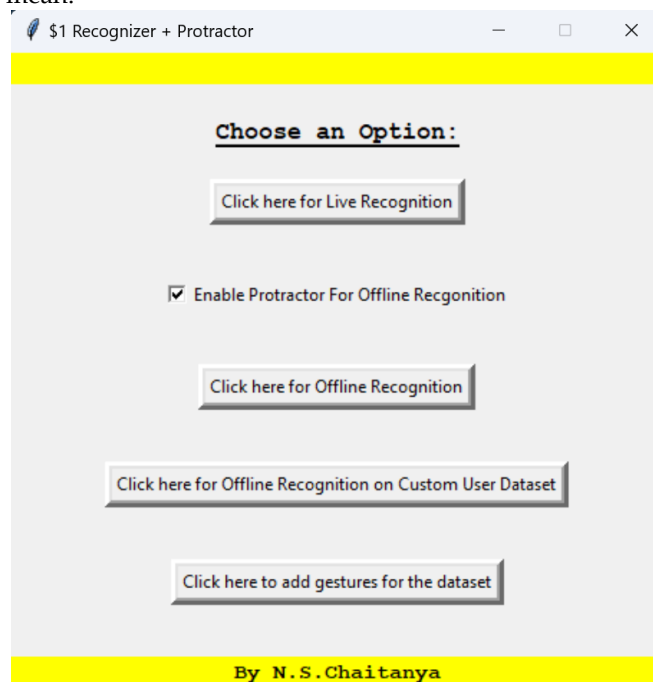 mean.
$1 Recognizer + Protractor
Choose an Option:
Click here for Live Recognition
Enable Protractor For Offline Recgonition
Click here for Offline Recognition
Click here for Offline Recognition on Custom User Dataset
Click here to add gestures for the dataset
By N.S.Chaitanya